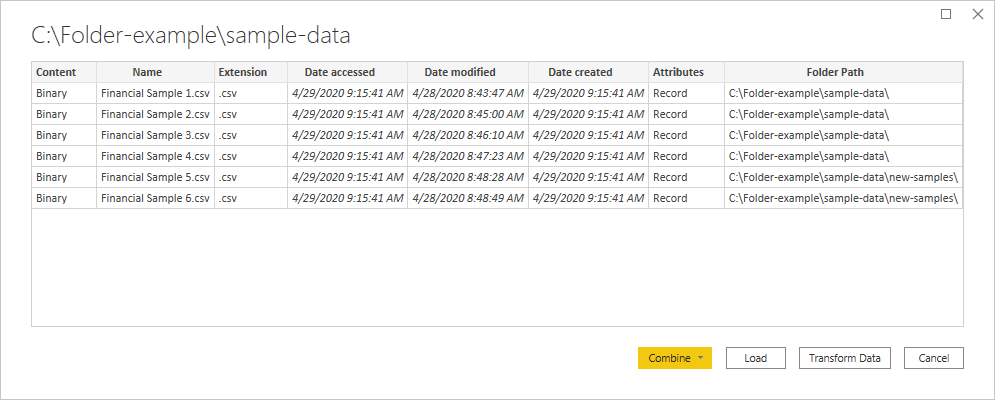 C:\Folder-example\sample-data
Content Name Extension Date accessed Date modified Date created Attributes Folder Path
Binary Financial Sample 1.csv .csv 4/29/2020 9:15:41 AM 4/28/2020 8:43:47 AM 4/29/2020 9:15:41 AM Record C:\Folder-example\sample-data\
Binary Financial Sample 2.csv .csv 4/29/2020 9:15:41 AM 4/28/2020 8:45:00 AM 4/29/2020 9:15:41 AM Record C:\Folder-example\sample-data\
Binary Financial Sample 3.csv .csv 4/29/2020 9:15:41 AM 4/28/2020 8:46:10 AM 4/29/2020 9:15:41 AM Record C:\Folder-example\sample-data\
Binary Financial Sample 4.csv .csv 4/29/2020 9:15:41 AM 4/28/2020 8:47:23 AM 4/29/2020 9:15:41 AM Record C:\Folder-example\sample-data\
Binary Financial Sample 5.csv .csv 4/29/2020 9:15:41 AM 4/28/2020 8:48:28 AM 4/29/2020 9:15:41 AM Record C:\Folder-example\sample-data\new-samples\
Binary Financial Sample 6.csv .csv 4/29/2020 9:15:41 AM 4/28/2020 8:48:49 AM 4/29/2020 9:15:41 AM Record C:\Folder-example\sample-data\new-samples\
Combine Load Transform Data Cancel